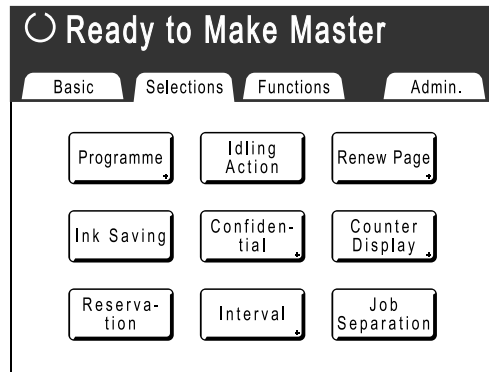 Ready to Make Master
Basic Selections Functions Admin.
Programme Idling Action Renew Page
Ink Saving Confiden-
tial Counter Display
Reserva-
tion Interval Job Separation